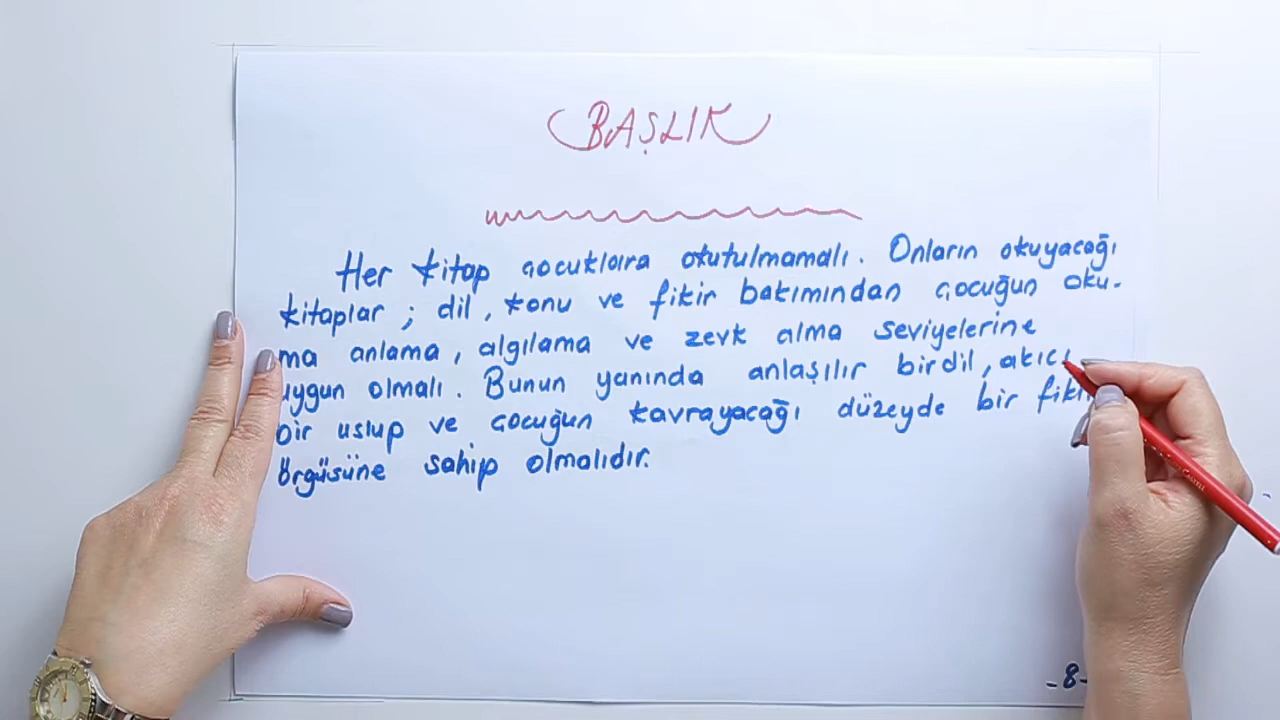 BAŞLIK
Her kitap çocuklara okutulmamalı. Onların okuyacağı
kitaplar ; dil, konu ve fikir bakımından çocuğun oku-
ma anlama, algılama ve zevk alma seviyelerine
uygun olmalı. Bunun yanında anlaşılır bir dil, akıcı
bir uslup ve çocuğun kavrayacağı düzeyde bir fikir
örgüsüne sahip olmalıdır.
-8-